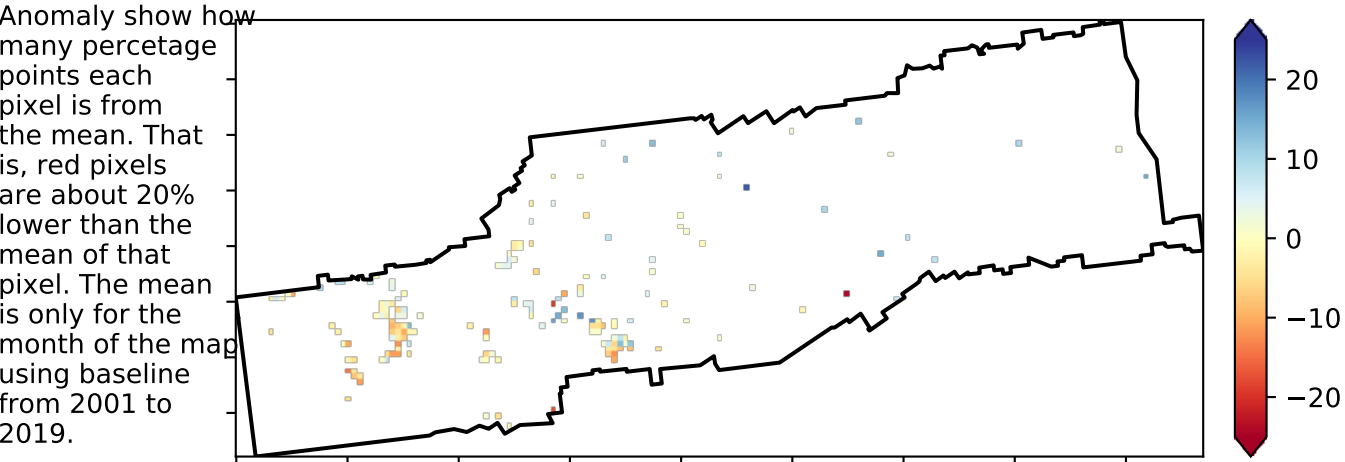 Anomaly show how
many percetage
points each
pixel is from
the mean. That
is, red pixels
are about 20%
lower than the
mean of that
pixel. The mean
is only for the
month of the map
using baseline
from 2001 to
2019.
20
10
0
−10
−20